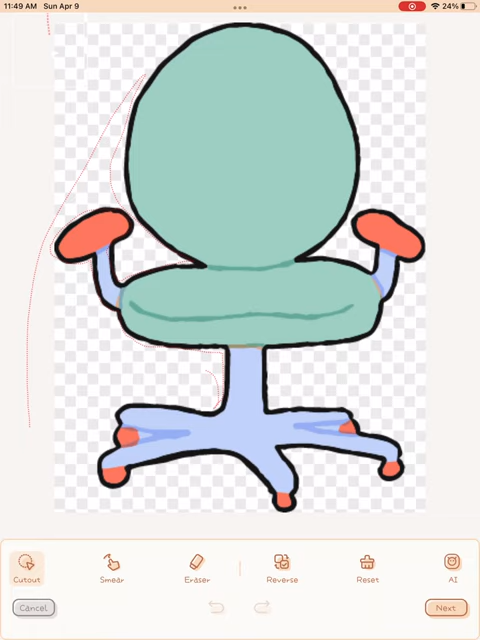 11:49 AM Sun Apr 9
24%
Cutout
Smear
Eraser
Reverse
Reset
AI
Cancel
Next